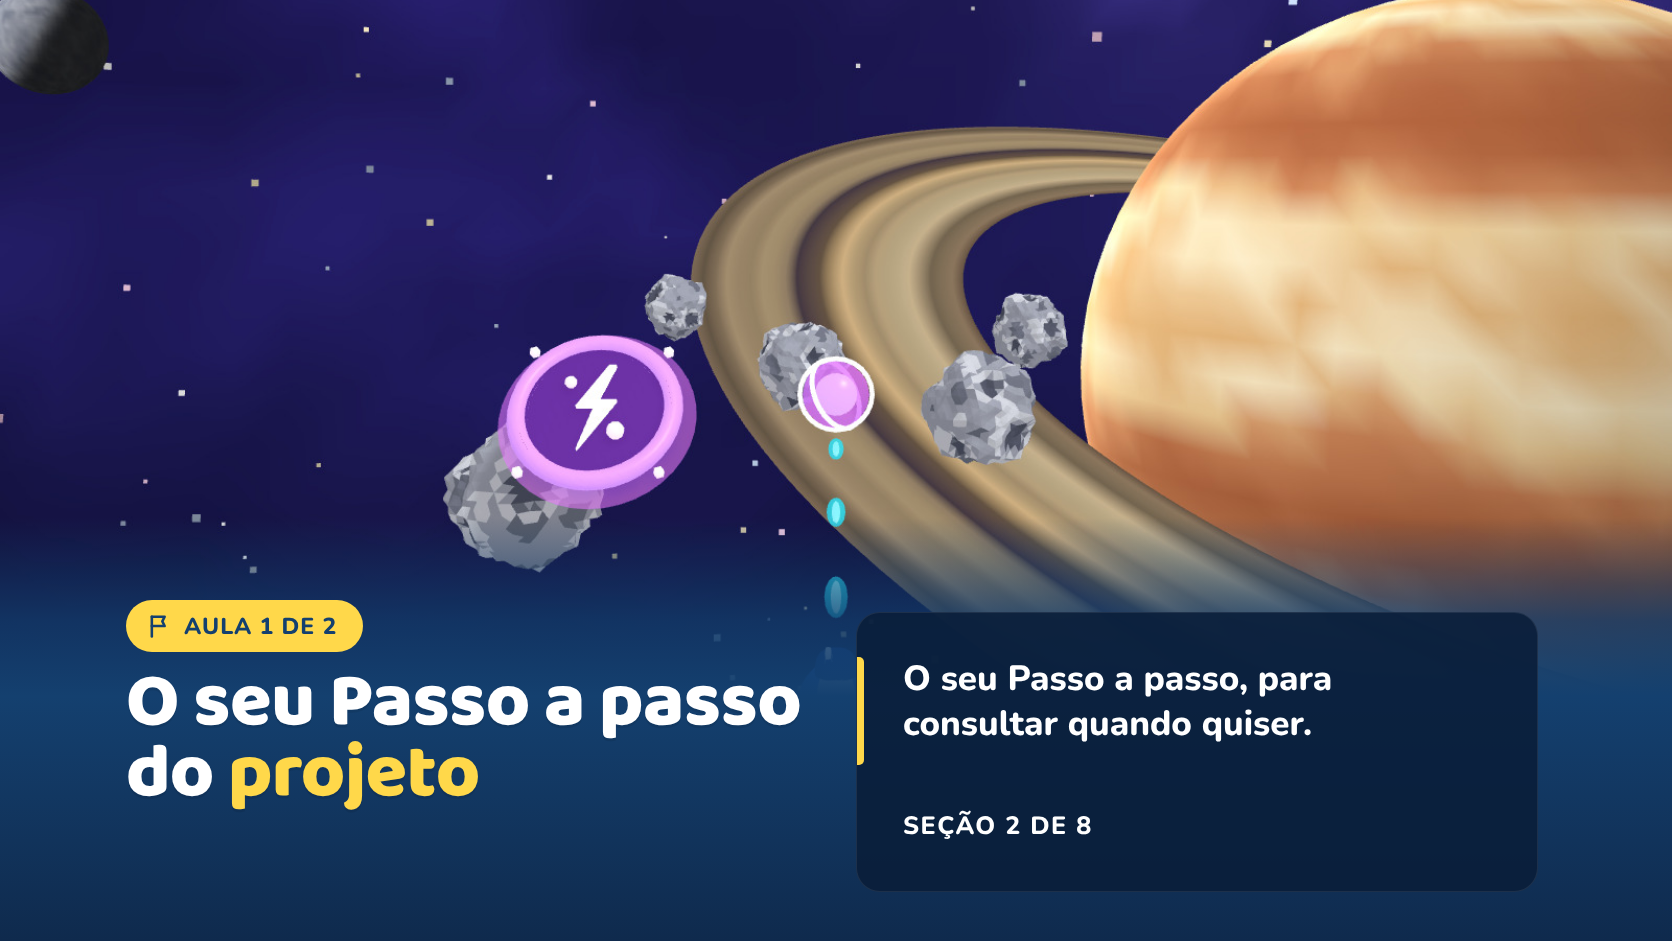 AULA 1 DE 2
O seu Passo a passo
do projeto
O seu Passo a passo, para
consultar quando quiser.
SEÇÃO 2 DE 8